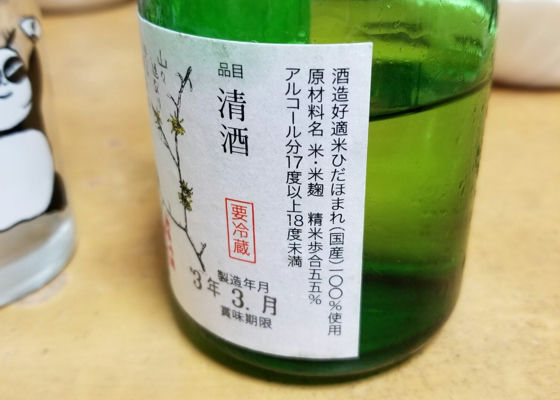 酒造好適米ひだほまれ(国産)一〇〇%使用
原材料名 米・米麹 精米歩合五五%
アルコール分17度以上18度未満
品目
清酒
要冷蔵
製造年月
3年3.月
賞味期限